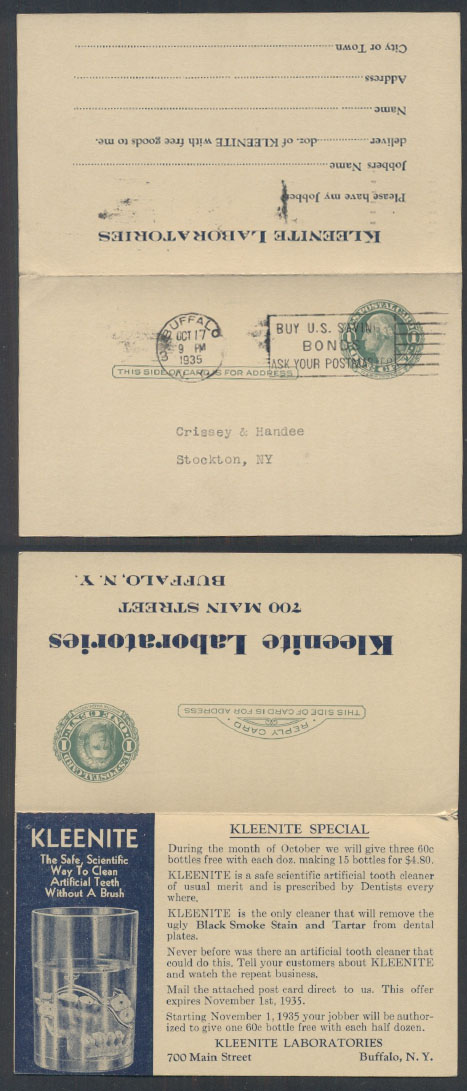 KLEENITE LABORATORIES
Please have my Jobber
Jobbers Name
deliver doz. of KLEENITE with free goods to me.
Name
Address
City or Town
BUFFALO
OCT 17
9 PM
1935
BUY U.S. SAVINGS
BONDS
ASK YOUR POSTMASTER
THIS SIDE OF CARD IS FOR ADDRESS
Crissey & Handee
Stockton, NY
Kleenite Laboratories
700 MAIN STREET
BUFFALO, N. Y.
U.S. POSTAL CARD
1 1
ONE CENT
REPLY CARD
THIS SIDE OF CARD IS FOR ADDRESS
KLEENITE
The Safe, Scientific
Way To Clean
Artificial Teeth
Without A Brush
KLEENITE SPECIAL
During the month of October we will give three 60c
bottles free with each doz. making 15 bottles for $4.80.
KLEENITE is a safe scientific artificial tooth cleaner
of usual merit and is prescribed by Dentists every
where.
KLEENITE is the only cleaner that will remove the
ugly Black Smoke Stain and Tartar from dental
plates.
Never before was there an artificial tooth cleaner that
could do this. Tell your customers about KLEENITE
and watch the repeat business.
Mail the attached post card direct to us. This offer
expires November 1st, 1935.
Starting November 1, 1935 your jobber will be author-
ized to give one 60c bottle free with each half dozen.
KLEENITE LABORATORIES
700 Main Street Buffalo, N. Y.